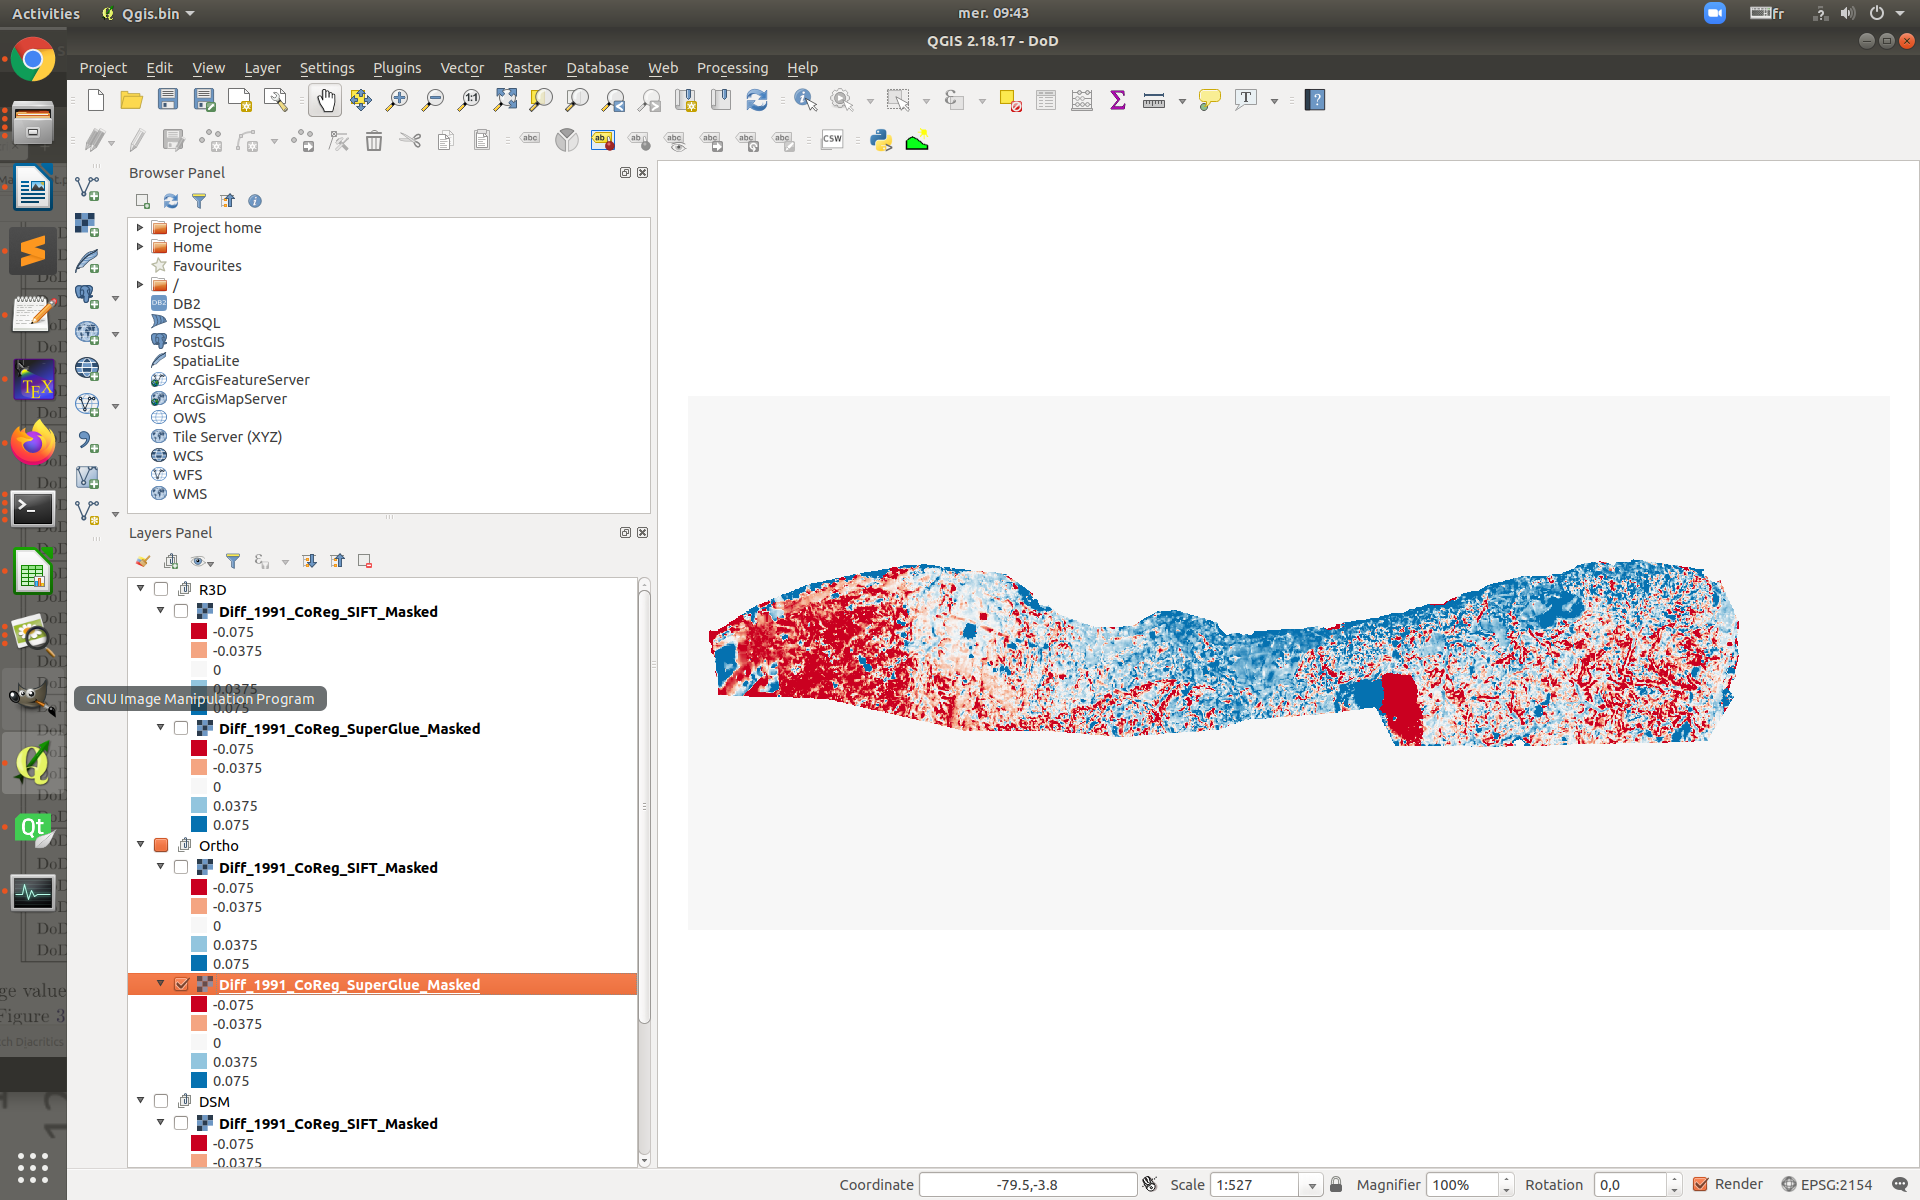 Activities
Qgis.bin
mer. 09:43
fr
QGIS 2.18.17 - DoD
Project Edit View Layer Settings Plugins Vector Raster Database Web Processing Help
Browser Panel
Project home
Home
Favourites
/
DB2
MSSQL
PostGIS
SpatiaLite
ArcGisFeatureServer
ArcGisMapServer
OWS
Tile Server (XYZ)
WCS
WFS
WMS
Layers Panel
R3D
Diff_1991_CoReg_SIFT_Masked
-0.075
-0.0375
0
0.0375
0.075
GNU Image Manipulation Program
Diff_1991_CoReg_SuperGlue_Masked
-0.075
-0.0375
0
0.0375
0.075
Ortho
Diff_1991_CoReg_SIFT_Masked
-0.075
-0.0375
0
0.0375
0.075
Diff_1991_CoReg_SuperGlue_Masked
-0.075
-0.0375
0
0.0375
0.075
DSM
Diff_1991_CoReg_SIFT_Masked
-0.075
-0.0375
ge value
Figure 3
Coordinate -79.5,-3.8 Scale 1:527 Magnifier 100% Rotation 0,0 Render EPSG:2154